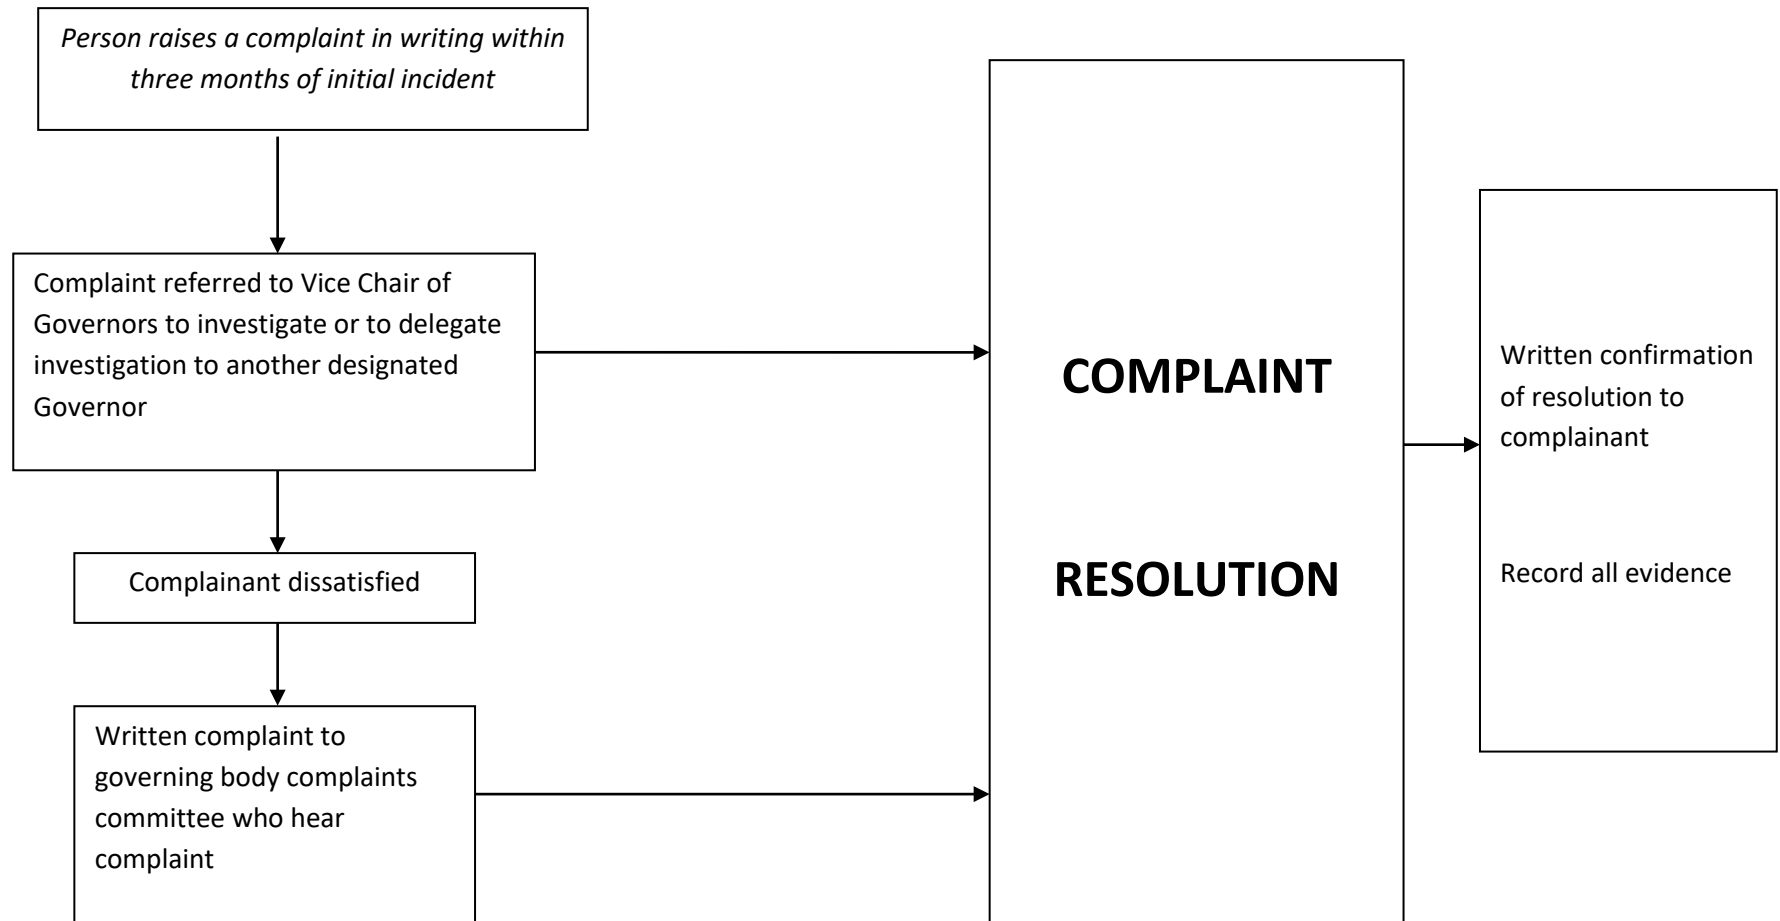 Person raises a complaint in writing within
three months of initial incident
Complaint referred to Vice Chair of
Governors to investigate or to delegate
investigation to another designated
Governor
Complainant dissatisfied
Written complaint to
governing body complaints
committee who hear
complaint
COMPLAINT
RESOLUTION
Written confirmation
of resolution to
complainant
Record all evidence